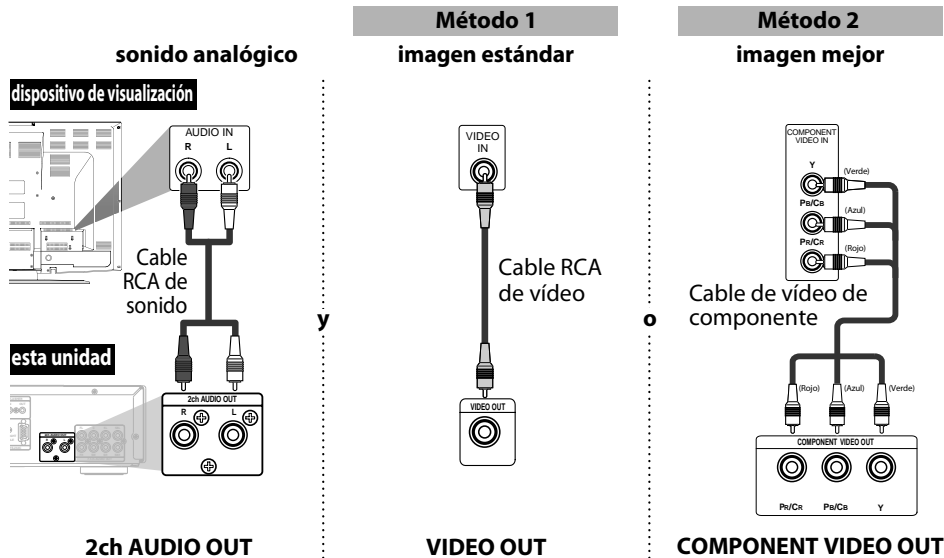 Método 1
Método 2
sonido analógico
imagen estándar
imagen mejor
dispositivo de visualización
AUDIO IN
R L
VIDEO
IN
COMPONENT
VIDEO IN
Y
(Verde)
PB/CB
(Azul)
PR/CR
(Rojo)
Cable
RCA de
sonido
Cable RCA
de vídeo
Cable de vídeo de
componente
y
o
esta unidad
2ch AUDIO OUT
R L
VIDEO OUT
(Rojo) (Azul) (Verde)
COMPONENT VIDEO OUT
PR/CR PB/CB Y
2ch AUDIO OUT
VIDEO OUT
COMPONENT VIDEO OUT